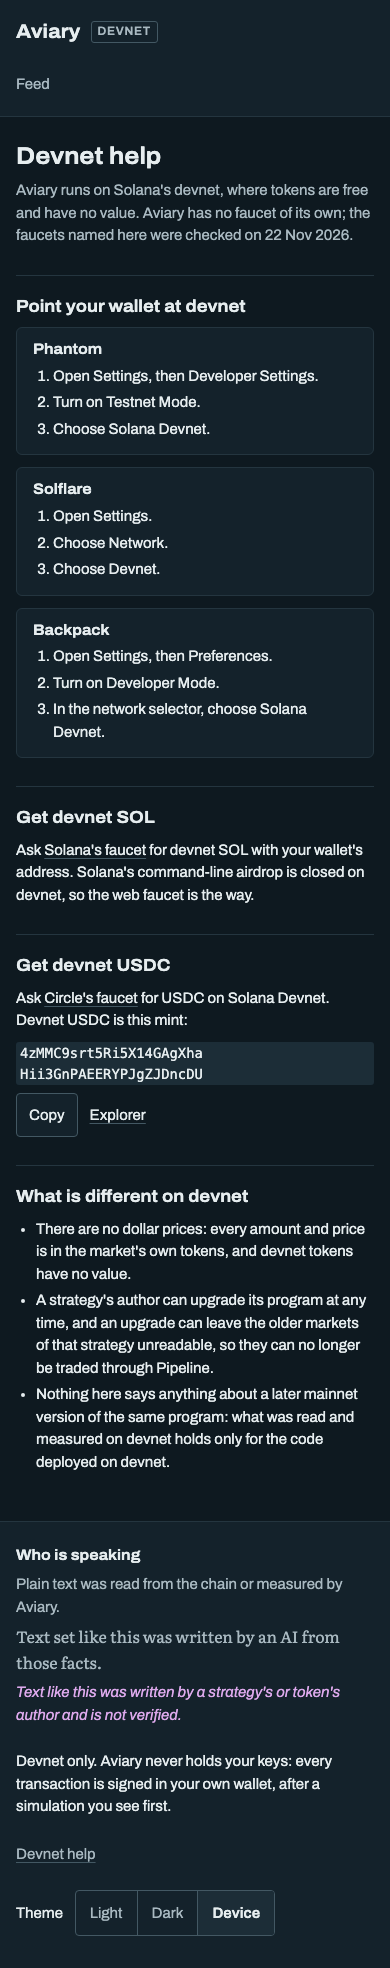 Aviary DEVNET
Feed
Devnet help
Aviary runs on Solana's devnet, where tokens are free
and have no value. Aviary has no faucet of its own; the
faucets named here were checked on 22 Nov 2026.
Point your wallet at devnet
Phantom
1. Open Settings, then Developer Settings.
2. Turn on Testnet Mode.
3. Choose Solana Devnet.
Solflare
1. Open Settings.
2. Choose Network.
3. Choose Devnet.
Backpack
1. Open Settings, then Preferences.
2. Turn on Developer Mode.
3. In the network selector, choose Solana
Devnet.
Get devnet SOL
Ask Solana's faucet for devnet SOL with your wallet's
address. Solana's command-line airdrop is closed on
devnet, so the web faucet is the way.
Get devnet USDC
Ask Circle's faucet for USDC on Solana Devnet.
Devnet USDC is this mint:
4zMMC9srt5Ri5X14GAgXha
Hii3GnPAEERYPJgZJDncDU
Copy Explorer
What is different on devnet
• There are no dollar prices: every amount and price
is in the market's own tokens, and devnet tokens
have no value.
• A strategy's author can upgrade its program at any
time, and an upgrade can leave the older markets
of that strategy unreadable, so they can no longer
be traded through Pipeline.
• Nothing here says anything about a later mainnet
version of the same program: what was read and
measured on devnet holds only for the code
deployed on devnet.
Who is speaking
Plain text was read from the chain or measured by
Aviary.
Text set like this was written by an AI from
those facts.
Text like this was written by a strategy's or token's
author and is not verified.
Devnet only. Aviary never holds your keys: every
transaction is signed in your own wallet, after a
simulation you see first.
Devnet help
Theme Light Dark Device